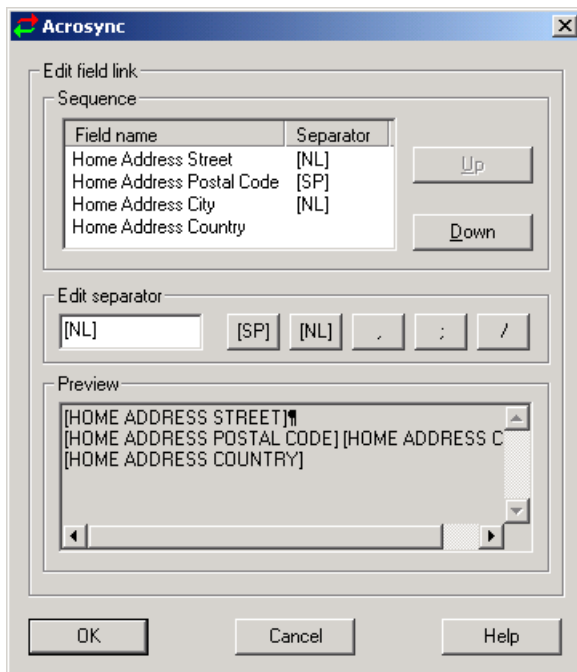 Acrosync
Edit field link
Sequence
Field name Separator
Home Address Street [NL]
Home Address Postal Code [SP]
Home Address City [NL]
Home Address Country
Up
Down
Edit separator
[NL] [SP] [NL] , ; /
Preview
[HOME ADDRESS STREET]¶
[HOME ADDRESS POSTAL CODE] [HOME ADDRESS C
[HOME ADDRESS COUNTRY]
OK Cancel Help